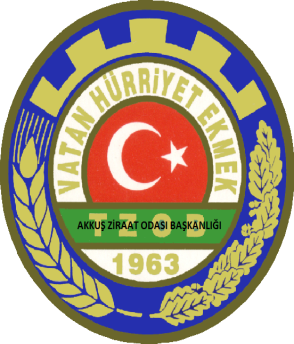 VATAN HÜRRİYET EKMEK
TZOB
AKKUŞ ZİRAAT ODASI BAŞKANLIĞI
1963